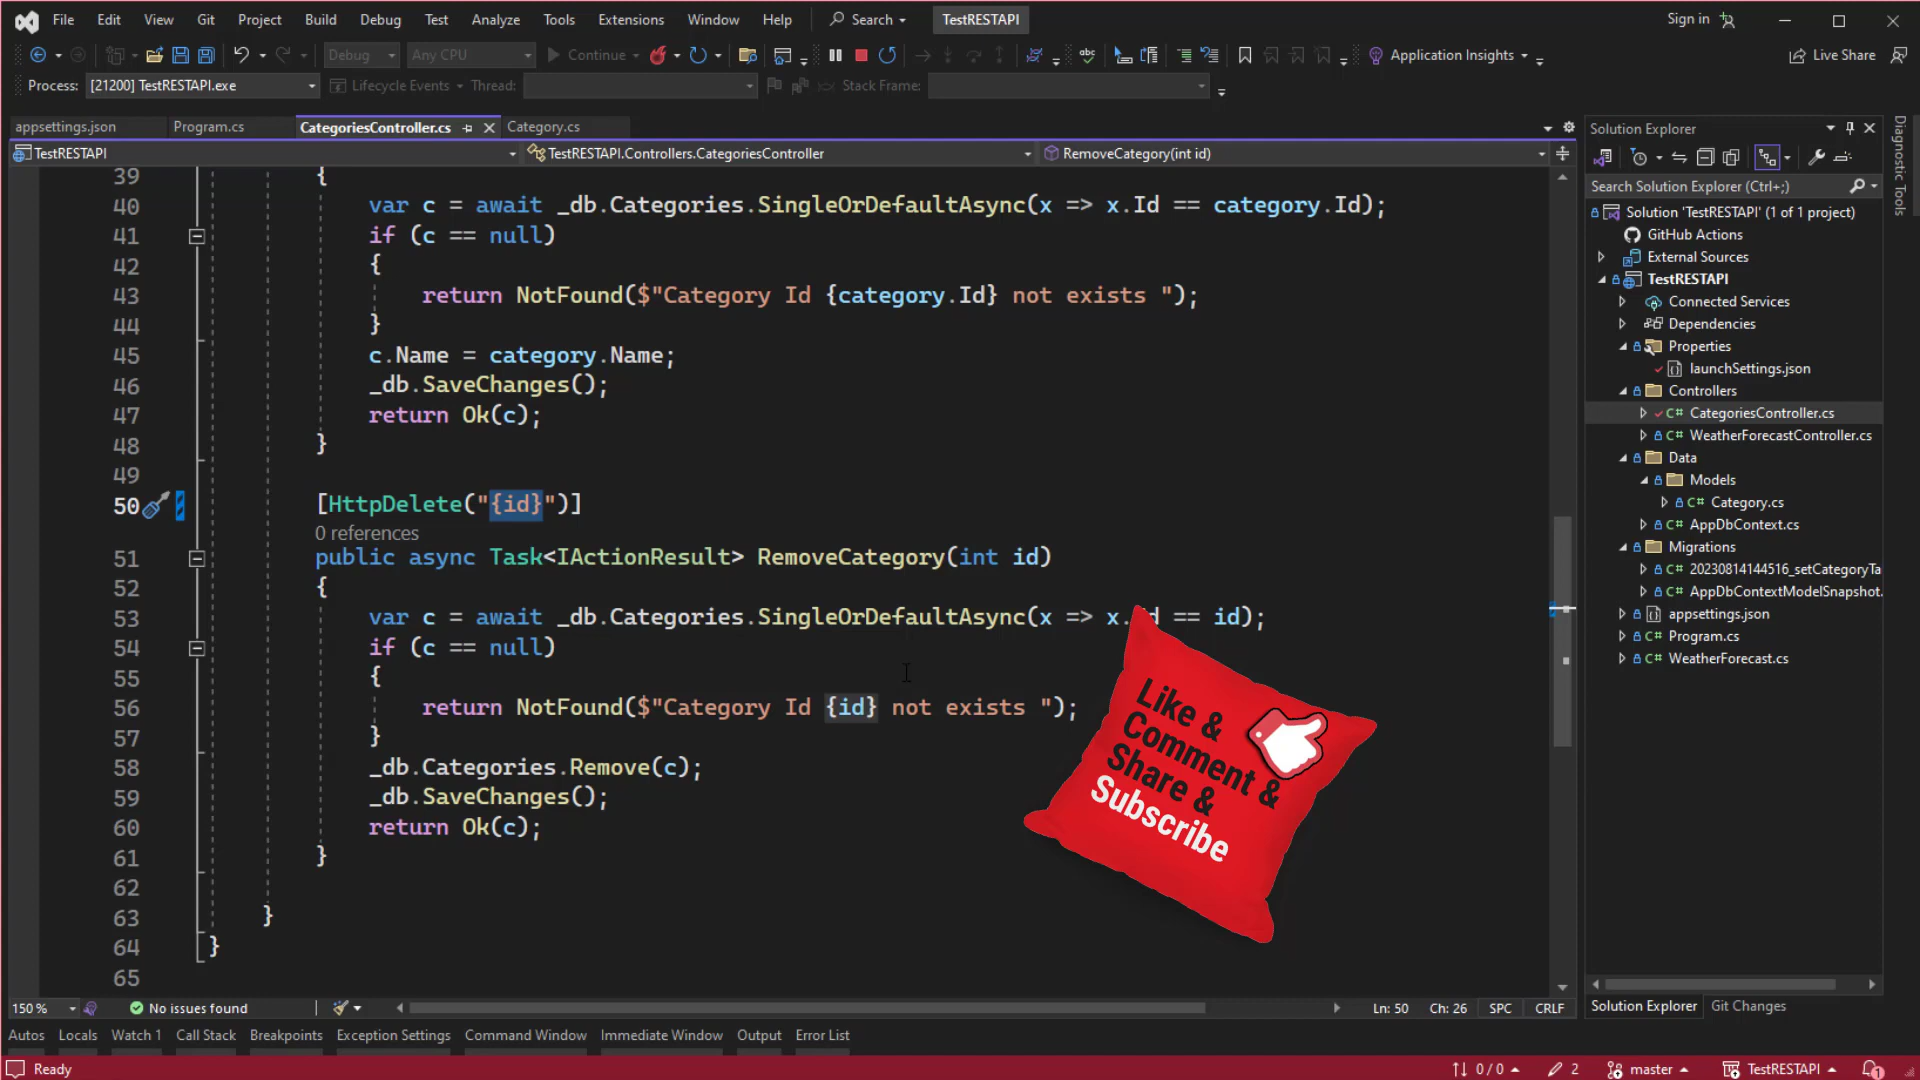 File Edit View Git Project Build Debug Test Analyze Tools Extensions Window Help Search TestRESTAPI Sign in
Debug Any CPU Continue Application Insights Live Share
Process: [21200] TestRESTAPI.exe Lifecycle Events Thread: Stack Frame:
appsettings.json Program.cs CategoriesController.cs Category.cs
TestRESTAPI TestRESTAPI.Controllers.CategoriesController RemoveCategory(int id)
39 {
40 var c = await _db.Categories.SingleOrDefaultAsync(x => x.Id == category.Id);
41 if (c == null)
42 {
43 return NotFound($"Category Id {category.Id} not exists ");
44 }
45 c.Name = category.Name;
46 _db.SaveChanges();
47 return Ok(c);
48 }
49
50 [HttpDelete("{id}")]
0 references
51 public async Task<IActionResult> RemoveCategory(int id)
52 {
53 var c = await _db.Categories.SingleOrDefaultAsync(x => x.Id == id);
54 if (c == null)
55 {
56 return NotFound($"Category Id {id} not exists ");
57 }
58 _db.Categories.Remove(c);
59 _db.SaveChanges();
60 return Ok(c);
61 }
62
63 }
64 }
65
Like &
Comment &
Share &
Subscribe
Solution Explorer
Search Solution Explorer (Ctrl+;)
Solution 'TestRESTAPI' (1 of 1 project)
GitHub Actions
External Sources
TestRESTAPI
Connected Services
Dependencies
Properties
launchSettings.json
Controllers
C# CategoriesController.cs
C# WeatherForecastController.cs
Data
Models
C# Category.cs
C# AppDbContext.cs
Migrations
C# 20230814144516_setCategoryTa
C# AppDbContextModelSnapshot.
appsettings.json
C# Program.cs
C# WeatherForecast.cs
Diagnostic Tools
150 % No issues found Ln: 50 Ch: 26 SPC CRLF
Solution Explorer Git Changes
Autos Locals Watch 1 Call Stack Breakpoints Exception Settings Command Window Immediate Window Output Error List
Ready 0 / 0 2 master TestRESTAPI 1